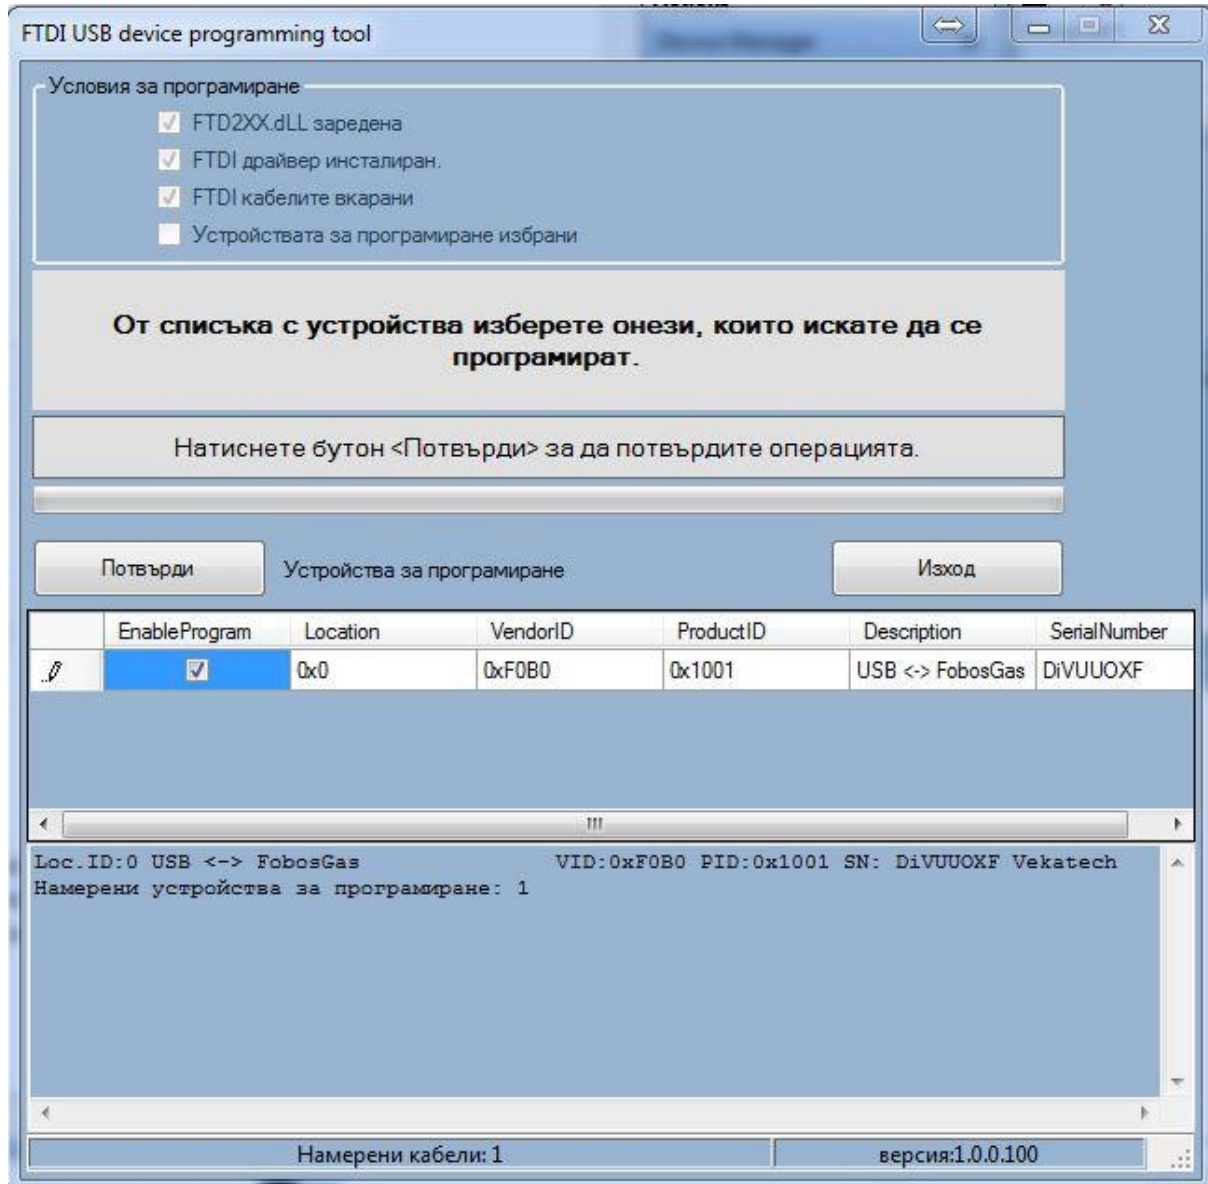 FTDI USB device programming tool
Условия за програмиране
FTD2XX.dLL заредена
FTDI драйвер инсталиран.
FTDI кабелите вкарани
Устройствата за програмиране избрани
От списъка с устройства изберете онези, които искате да се
програмират.
Натиснете бутон <Потвърди> за да потвърдите операцията.
Потвърди Устройства за програмиране Изход
EnableProgram Location VendorID ProductID Description SerialNumber
0x0 0xF0B0 0x1001 USB <-> FobosGas DiVUUOXF
Loc.ID:0 USB <-> FobosGas VID:0xF0B0 PID:0x1001 SN: DiVUUOXF Vekatech
Намерени устройства за програмиране: 1
Намерени кабели: 1 версия:1.0.0.100